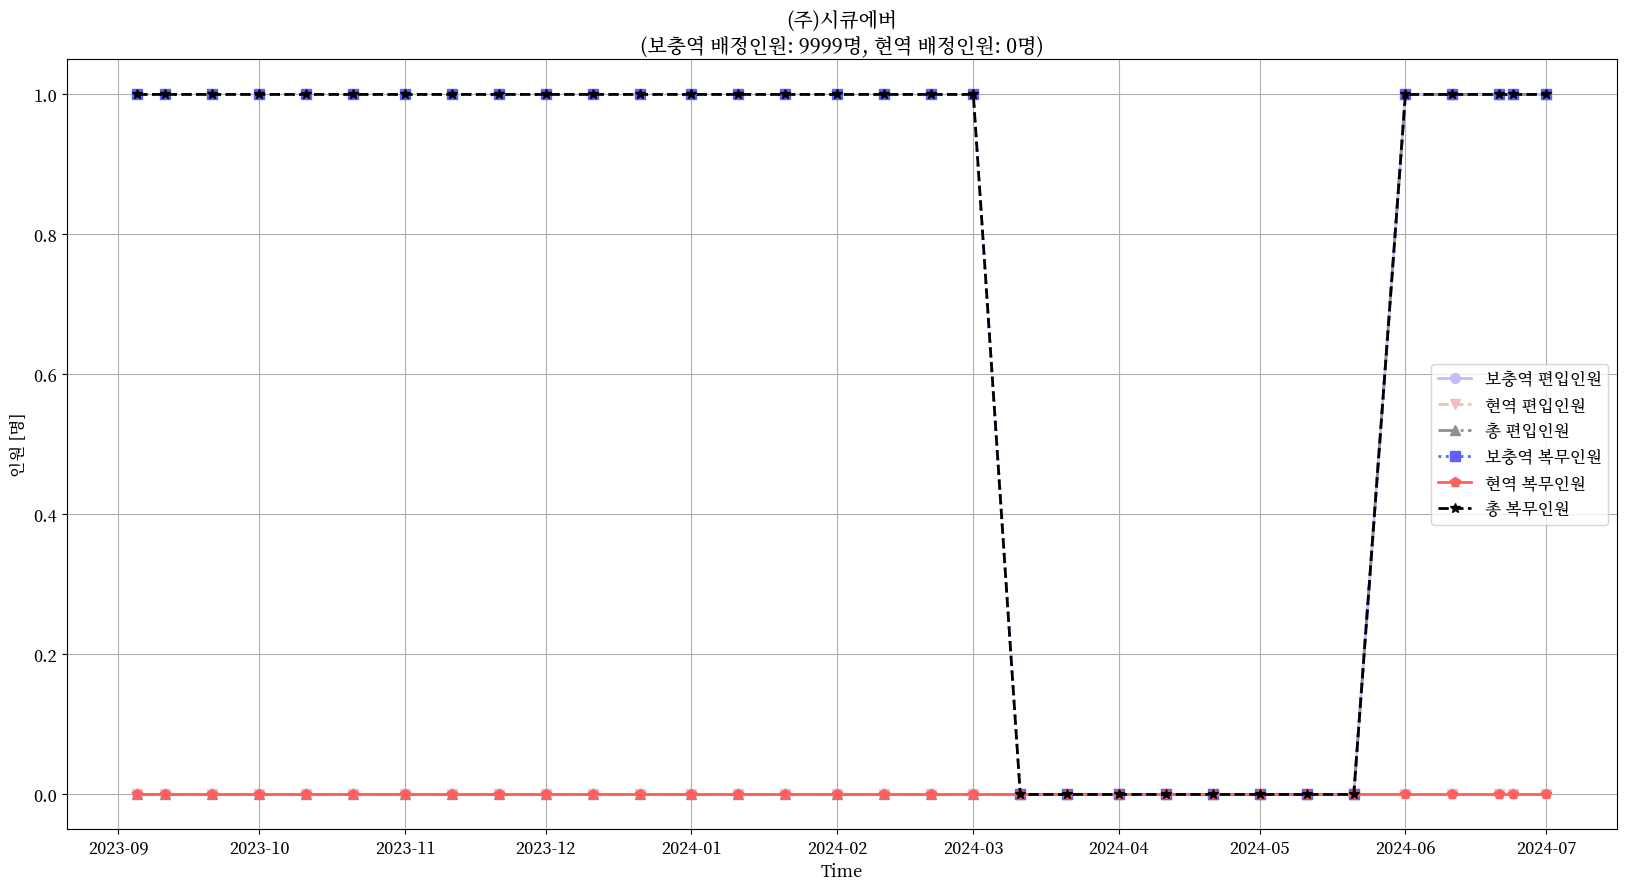 (주)시큐에버
(보충역 배정인원: 9999명, 현역 배정인원: 0명)
1.0
0.8
0.6
0.4
0.2
0.0
인원 [명]
보충역 편입인원
현역 편입인원
총 편입인원
보충역 복무인원
현역 복무인원
총 복무인원
2023-09 2023-10 2023-11 2023-12 2024-01 2024-02 2024-03 2024-04 2024-05 2024-06 2024-07
Time